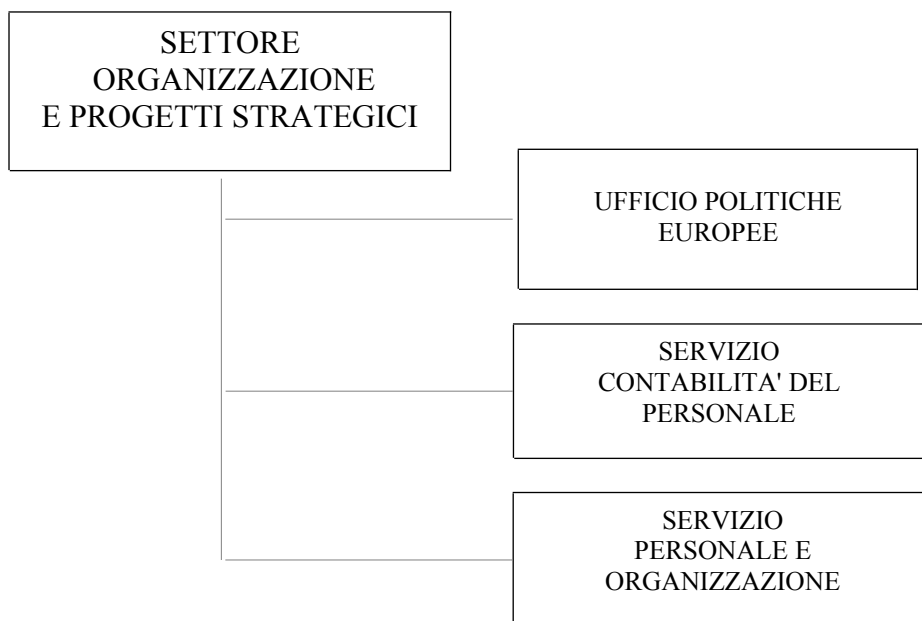 SETTORE
ORGANIZZAZIONE
E PROGETTI STRATEGICI
UFFICIO POLITICHE
EUROPEE
SERVIZIO
CONTABILITA' DEL
PERSONALE
SERVIZIO
PERSONALE E
ORGANIZZAZIONE